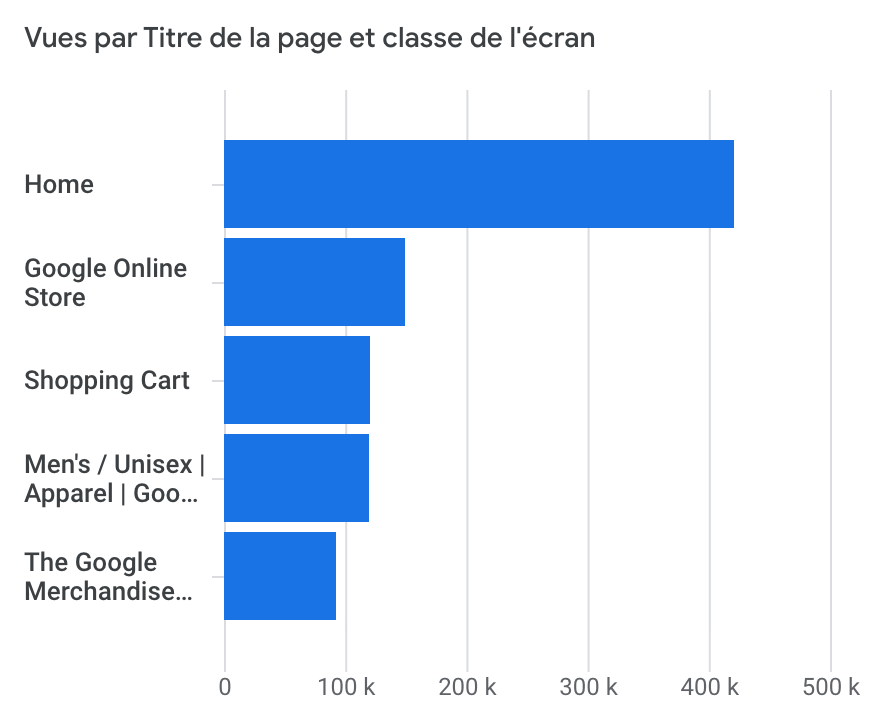 Vues par Titre de la page et classe de l'écran
Home
Google Online
Store
Shopping Cart
Men's / Unisex |
Apparel | Goo...
The Google
Merchandise...
0 100 k 200 k 300 k 400 k 500 k